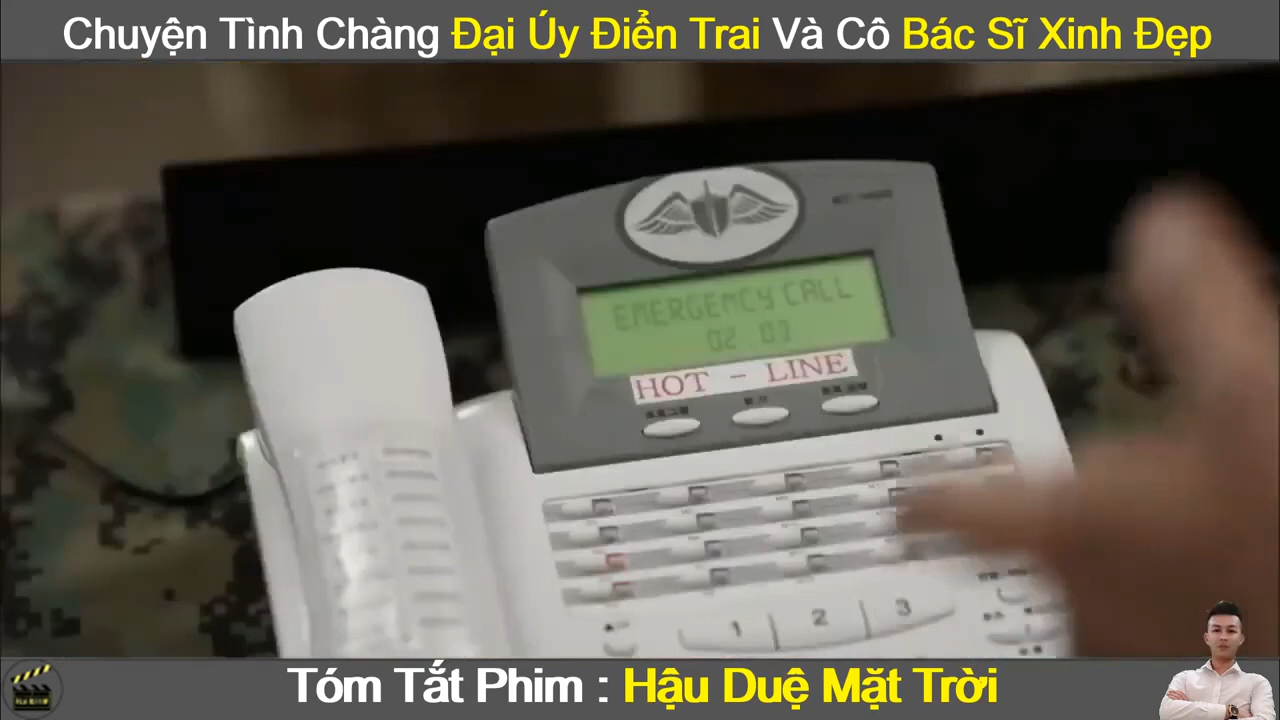 Chuyện Tình Chàng Đại Úy Điển Trai Và Cô Bác Sĩ Xinh Đẹp
EMERGENCY CALL
02 07
HOT - LINE
1 2 3
Tóm Tắt Phim : Hậu Duệ Mặt Trời